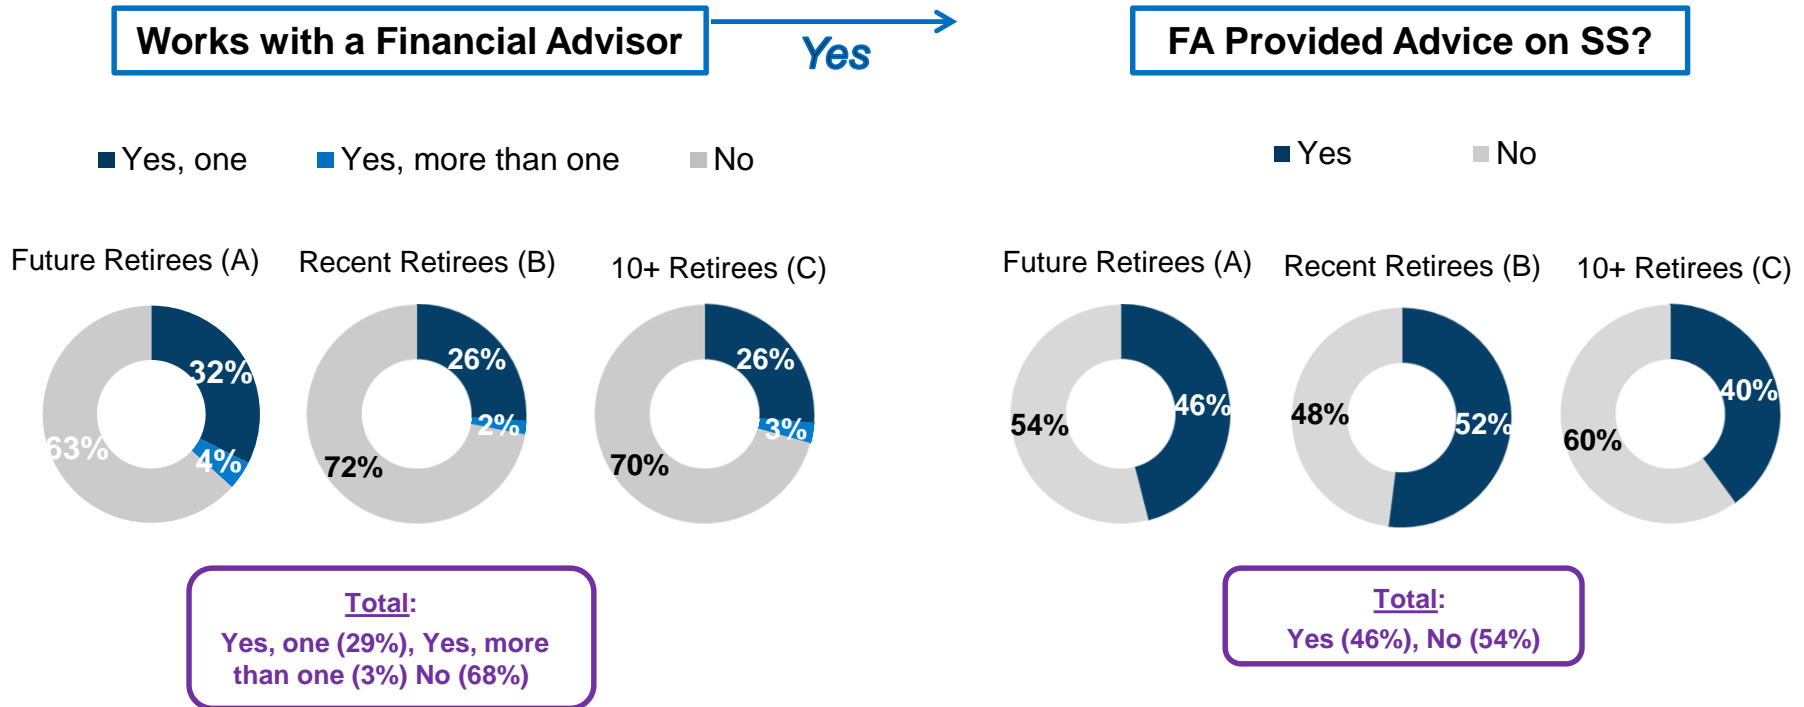 Works with a Financial Advisor
Yes
FA Provided Advice on SS?
Yes, one
Yes, more than one
No
Yes
No
Future Retirees (A)
Recent Retirees (B)
10+ Retirees (C)
Future Retirees (A)
Recent Retirees (B)
10+ Retirees (C)
32%
4%
63%
26%
2%
72%
26%
3%
70%
46%
54%
52%
48%
40%
60%
Total:
Yes, one (29%), Yes, more
than one (3%) No (68%)
Total:
Yes (46%), No (54%)